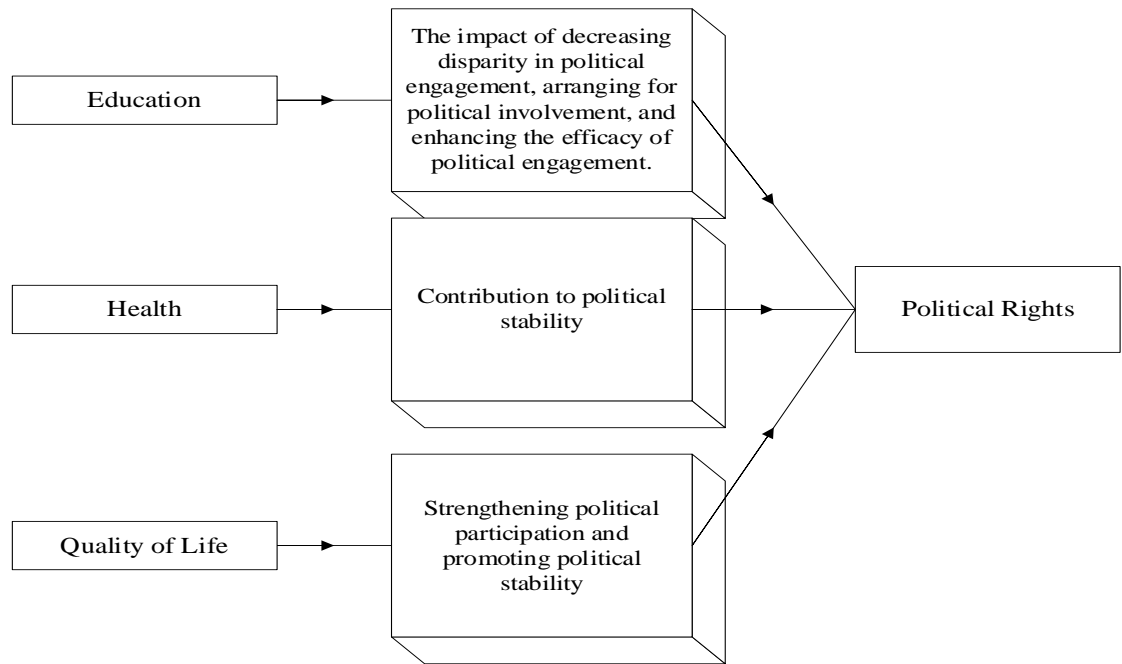 Education
The impact of decreasing
disparity in political
engagement, arranging for
political involvement, and
enhancing the efficacy of
political engagement.
Health
Contribution to political
stability
Political Rights
Quality of Life
Strengthening political
participation and
promoting political
stability